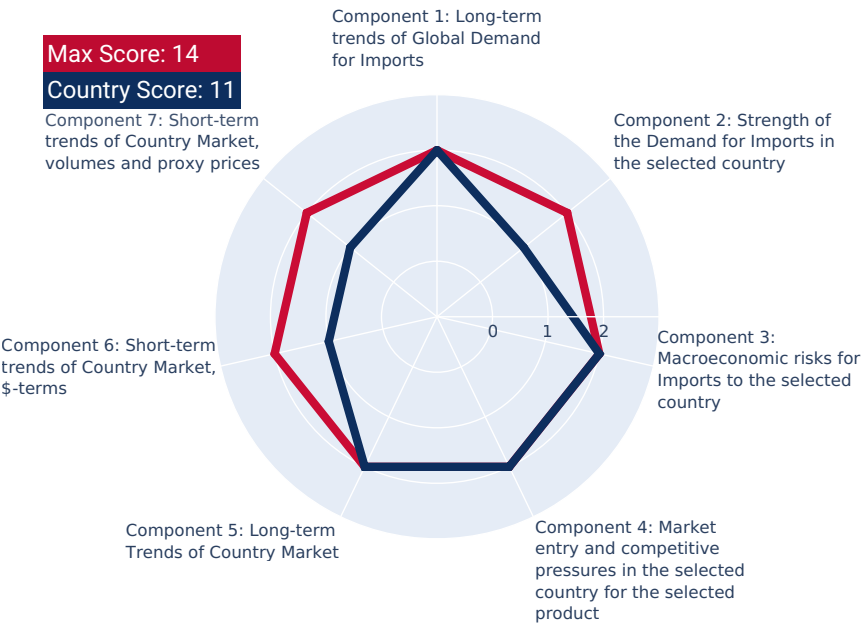 Component 1: Long-term
trends of Global Demand
for Imports
Max Score: 14
Country Score: 11
Component 7: Short-term
trends of Country Market,
volumes and proxy prices
Component 2: Strength of
the Demand for Imports in
the selected country
0
1
2
Component 3:
Macroeconomic risks for
Imports to the selected
country
Component 6: Short-term
trends of Country Market,
$-terms
Component 5: Long-term
Trends of Country Market
Component 4: Market
entry and competitive
pressures in the selected
country for the selected
product